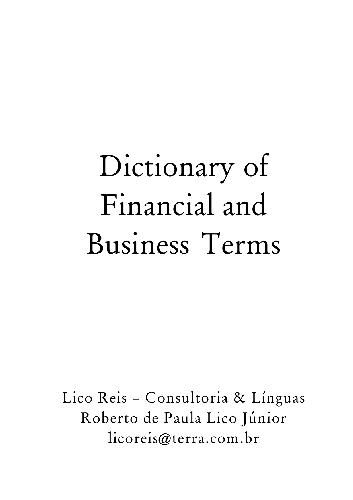 Dictionary of
Financial and
Business Terms
Lico Reis – Consultoria & Línguas
Roberto de Paula Lico Júnior
licoreis@terra.com.br